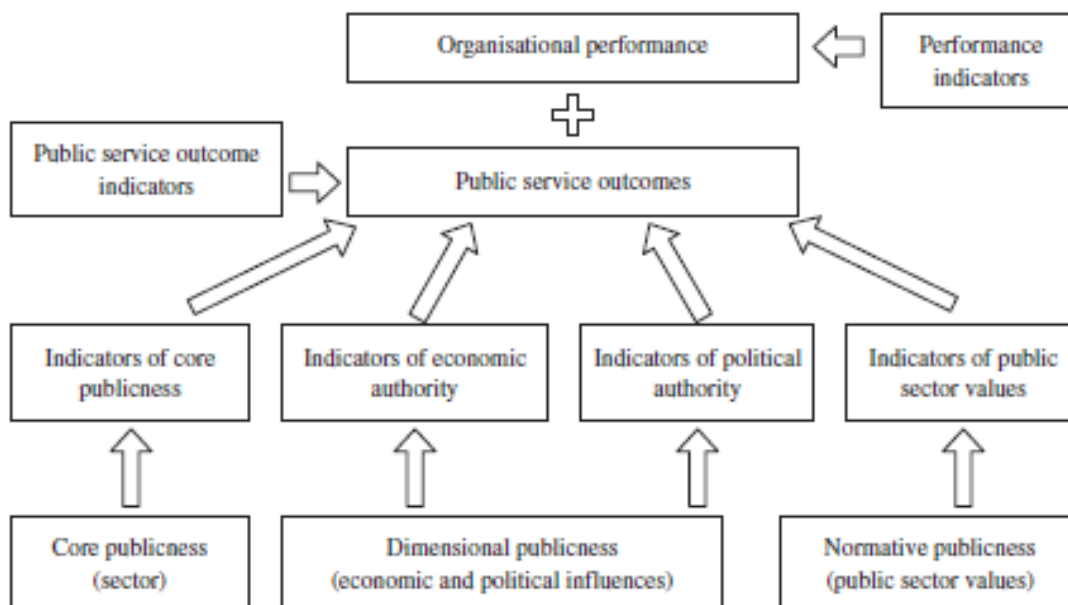 Organisational performance
Performance
indicators
Public service outcome
indicators
Public service outcomes
Indicators of core
publicness
Indicators of economic
authority
Indicators of political
authority
Indicators of public
sector values
Core publicness
(sector)
Dimensional publicness
(economic and political influences)
Normative publicness
(public sector values)